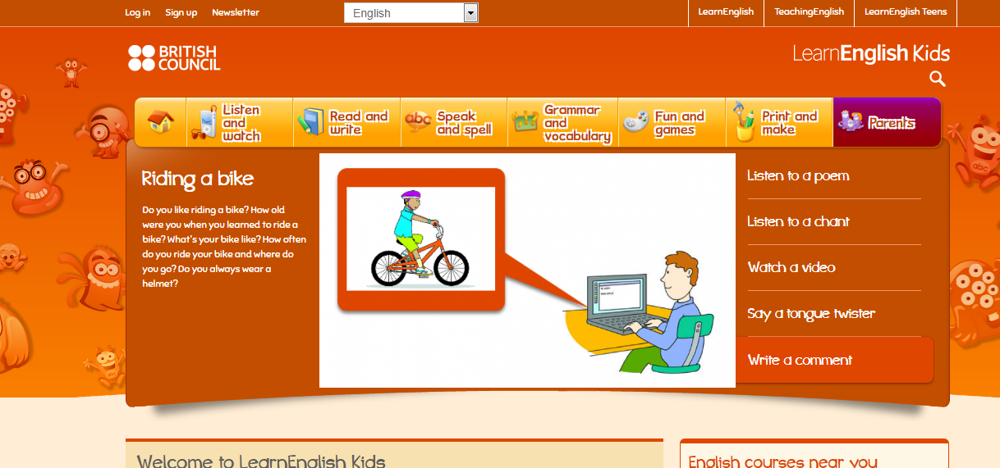 Log in
Sign up
Newsletter
English
LearnEnglish
TeachingEnglish
LearnEnglish Teens
BRITISH
COUNCIL
LearnEnglish Kids
Listen
and
watch
Read and
write
abc
Speak
and spell
Grammar
and
vocabulary
Fun and
games
Print and
make
Parents
Riding a bike
Do you like riding a bike? How old
were you when you learned to ride a
bike? What's your bike like? How often
do you ride your bike and where do
you go? Do you always wear a
helmet?
Listen to a poem
Listen to a chant
Watch a video
Say a tongue twister
Write a comment
abc
Welcome to LearnEnglish Kids
English courses near you